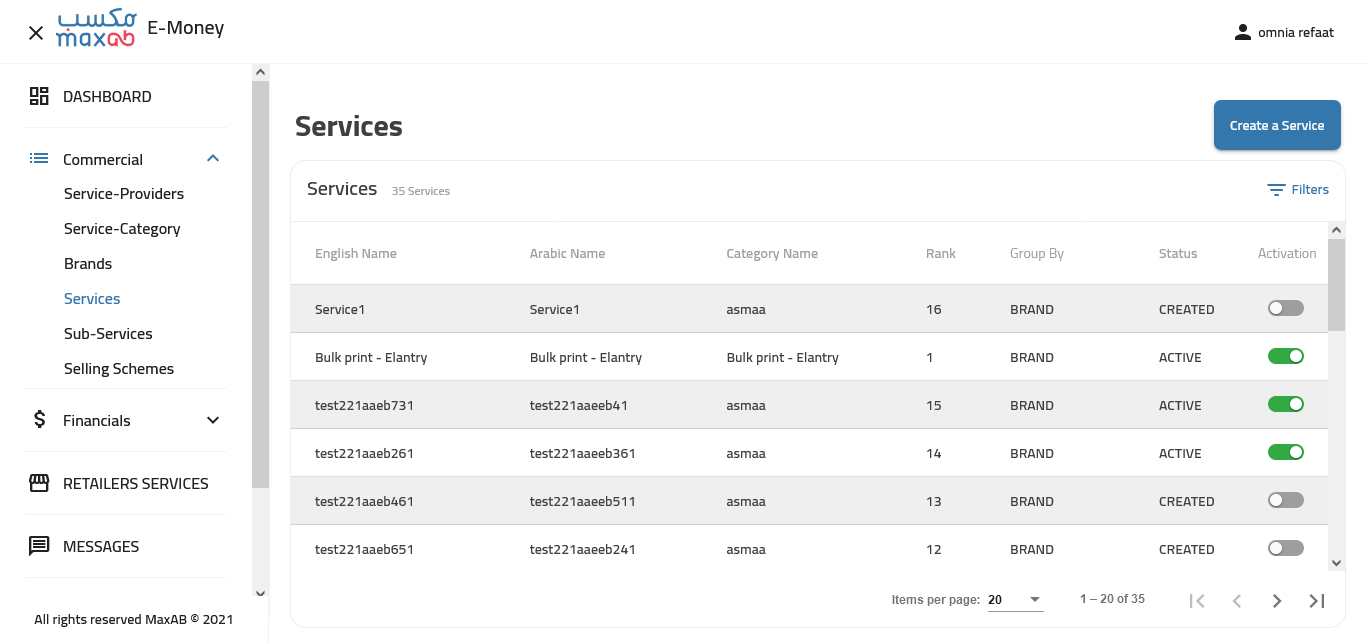 مكسب
maxab
E-Money
omnia refaat
DASHBOARD
Commercial
Service-Providers
Service-Category
Brands
Services
Sub-Services
Selling Schemes
Financials
RETAILERS SERVICES
MESSAGES
All rights reserved MaxAB © 2021
Services
Create a Service
Services 35 Services
Filters
English Name Arabic Name Category Name Rank Group By Status Activation
Service1 Service1 asmaa 16 BRAND CREATED
Bulk print - Elantry Bulk print - Elantry Bulk print - Elantry 1 BRAND ACTIVE
test221aaeb731 test221aaeeb41 asmaa 15 BRAND ACTIVE
test221aaeb261 test221aaeeb361 asmaa 14 BRAND ACTIVE
test221aaeb461 test221aaeeb511 asmaa 13 BRAND CREATED
test221aaeb651 test221aaeeb241 asmaa 12 BRAND CREATED
Items per page: 20 1 – 20 of 35